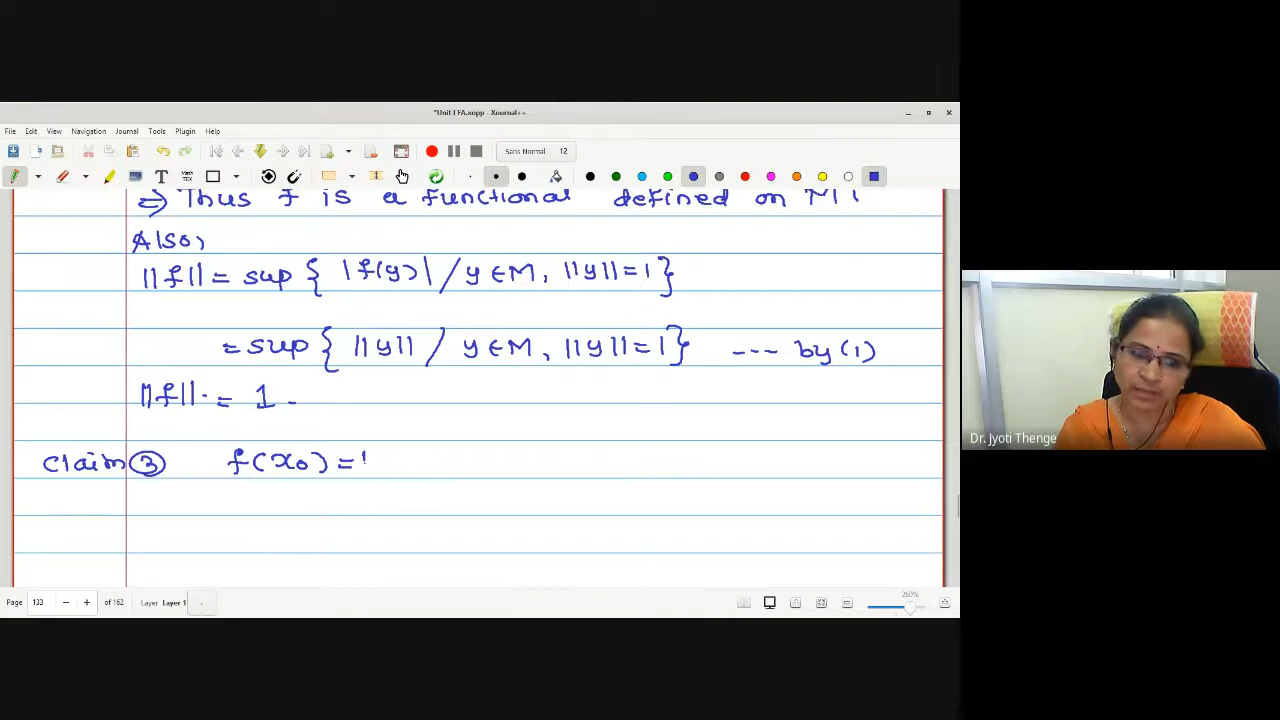 *Unit I FA.xopp - Xournal++
File Edit View Navigation Journal Tools Plugin Help
Sans Normal 12
⇒ Thus f is a functional defined on M.
Also,
||f|| = sup { |f(y)| / y ∈ M, ||y|| = 1 }
= sup { ||y|| / y ∈ M, ||y|| = 1 } --- by (1)
||f|| = 1.
Claim ③ f(x₀) =
Dr. Jyoti Thenge
Page 133 of 162 Layer Layer 1 260%